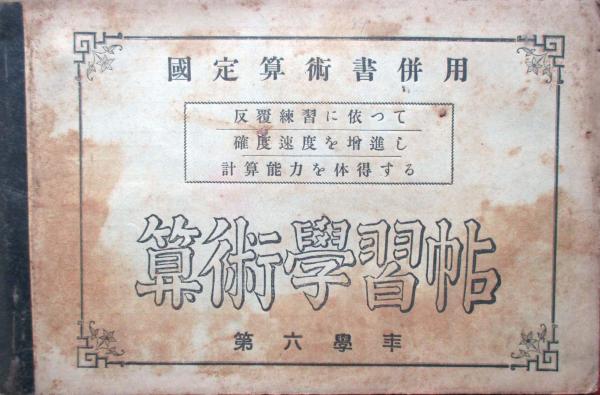 國定算術書併用
反覆練習に依つて
確度速度を增進し
計算能力を体得する
算術學習帖
第六學年